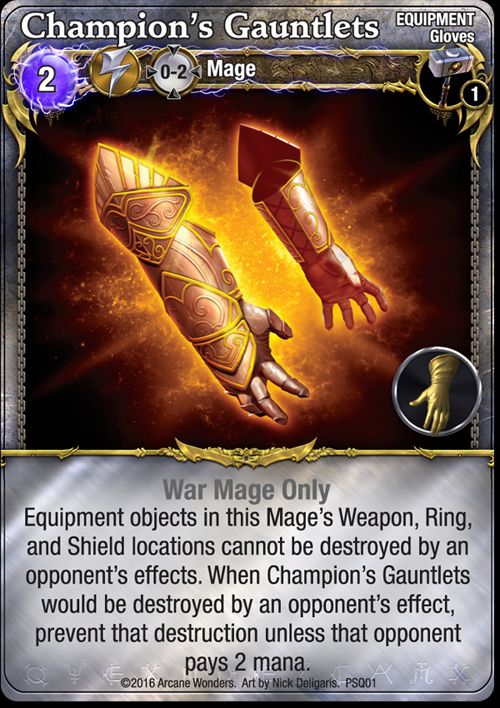 Champion's Gauntlets
EQUIPMENT
Gloves
2
0-2
Mage
1
War Mage Only
Equipment objects in this Mage's Weapon, Ring,
and Shield locations cannot be destroyed by an
opponent's effects. When Champion's Gauntlets
would be destroyed by an opponent's effect,
prevent that destruction unless that opponent
pays 2 mana.
©2016 Arcane Wonders. Art by Nick Deligaris. PSQ01